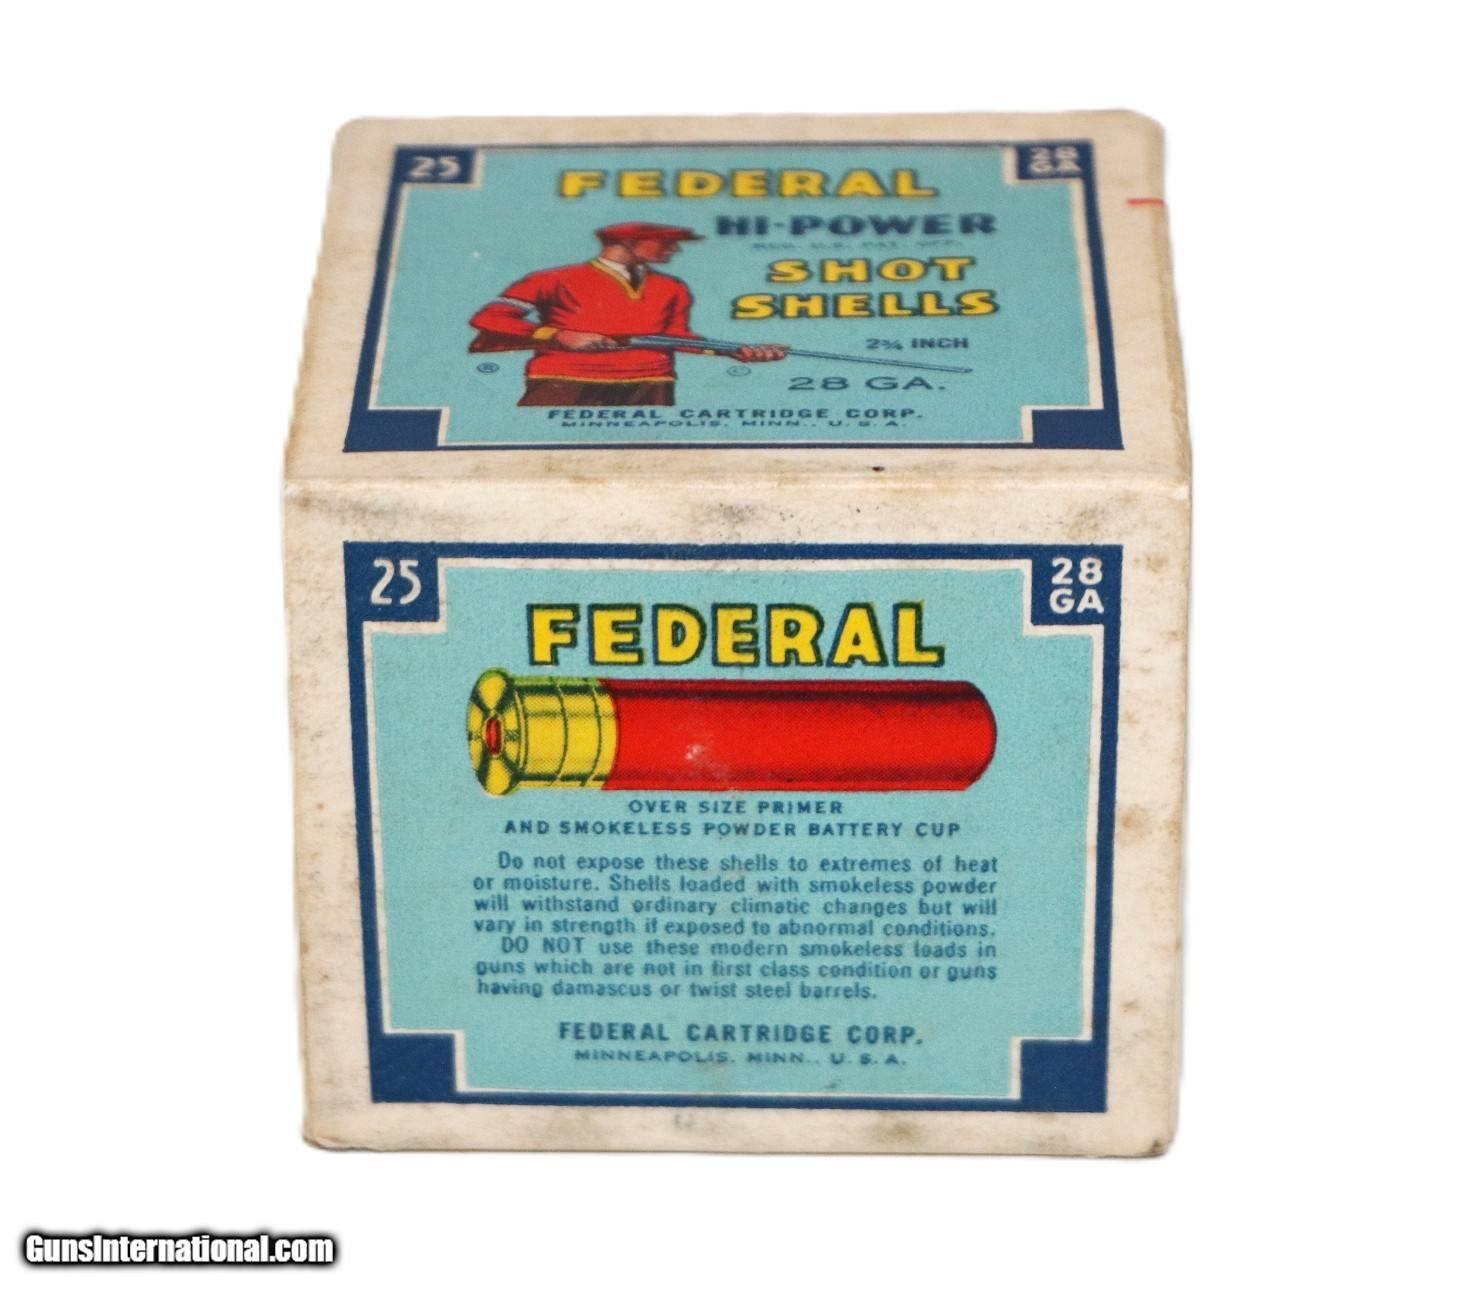 25
28
GA
FEDERAL
HI-POWER
REG. U.S. PAT. OFF.
SHOT
SHELLS
2¾ INCH
®
©
28 GA.
FEDERAL CARTRIDGE CORP.
MINNEAPOLIS. MINN., U. S. A.
25
28
GA
FEDERAL
OVER SIZE PRIMER
AND SMOKELESS POWDER BATTERY CUP
Do not expose these shells to extremes of heat
or moisture. Shells loaded with smokeless powder
will withstand ordinary climatic changes but will
vary in strength if exposed to abnormal conditions.
DO NOT use these modern smokeless loads in
guns which are not in first class condition or guns
having damascus or twist steel barrels.
FEDERAL CARTRIDGE CORP.
MINNEAPOLIS. MINN., U. S. A.
GunsInternational.com